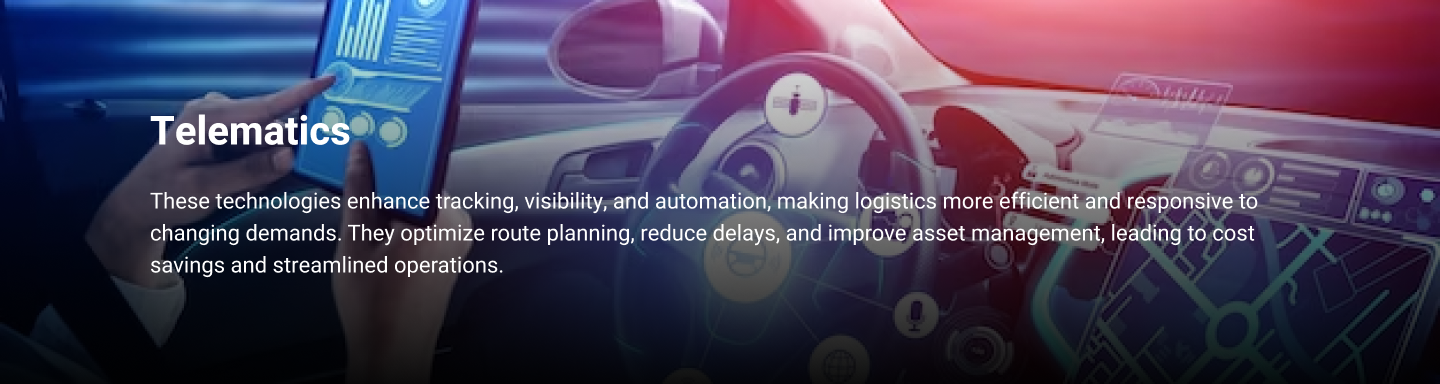 Telematics
These technologies enhance tracking, visibility, and automation, making logistics more efficient and responsive to
changing demands. They optimize route planning, reduce delays, and improve asset management, leading to cost
savings and streamlined operations.